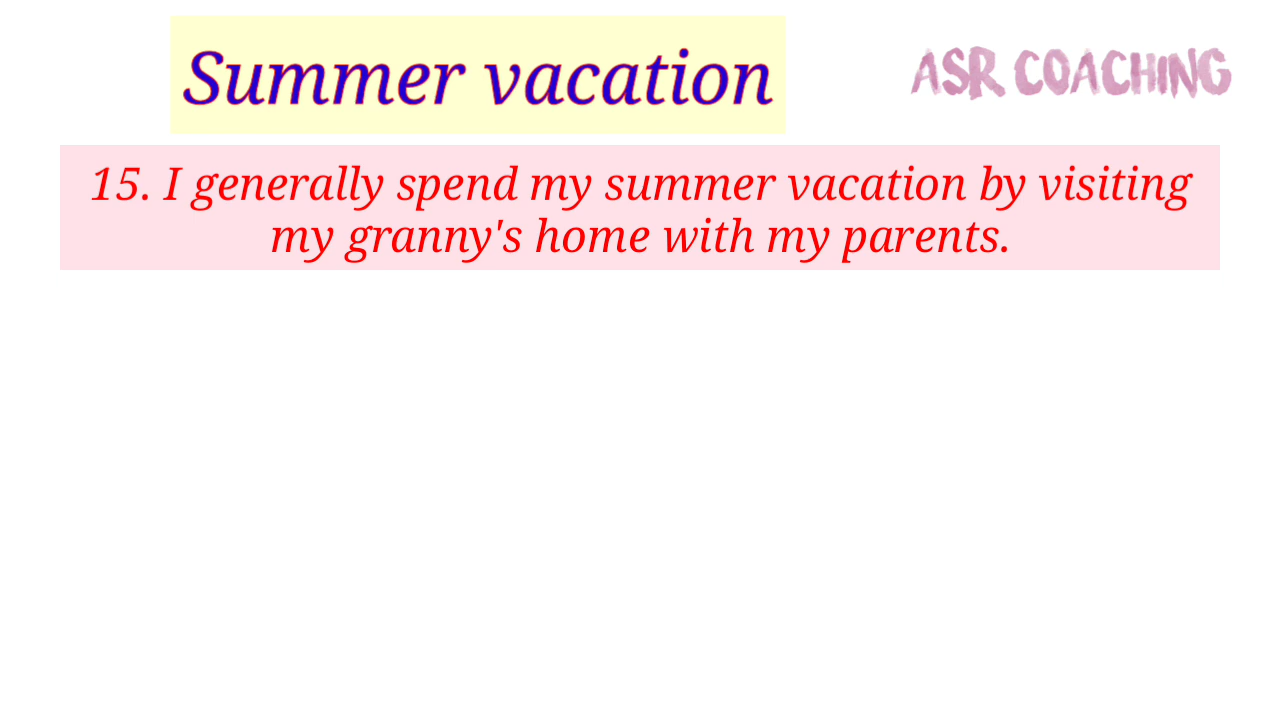 Summer vacation
ASR COACHING
15. I generally spend my summer vacation by visiting
my granny's home with my parents.